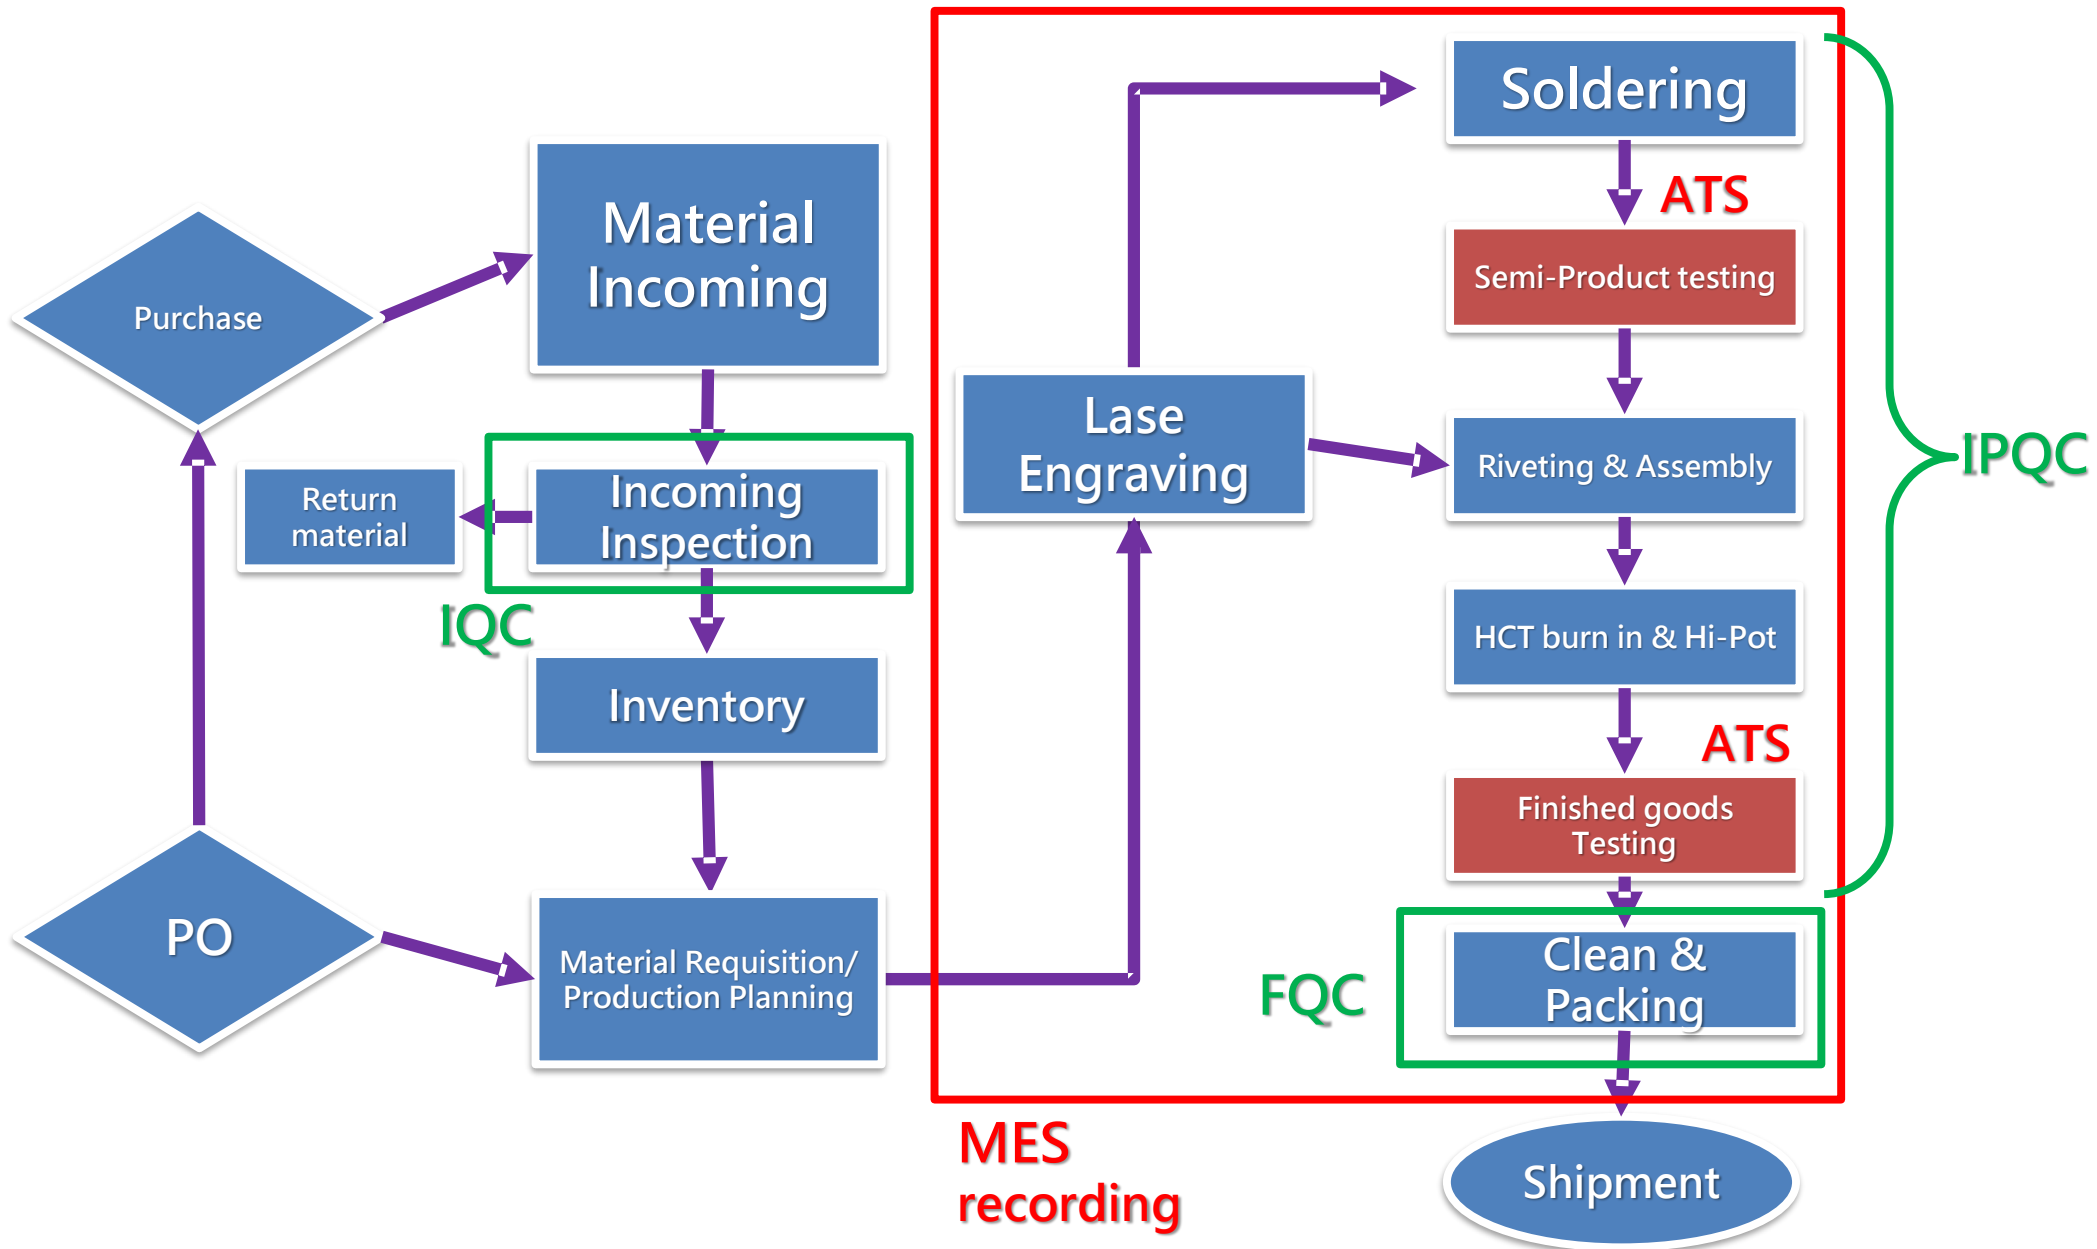 Purchase
Material
Incoming
Return
material
Incoming
Inspection
IQC
Inventory
PO
Material Requisition/
Production Planning
Lase
Engraving
Soldering
ATS
Semi-Product testing
Riveting & Assembly
IPQC
HCT burn in & Hi-Pot
ATS
Finished goods
Testing
FQC
Clean &
Packing
MES
recording
Shipment